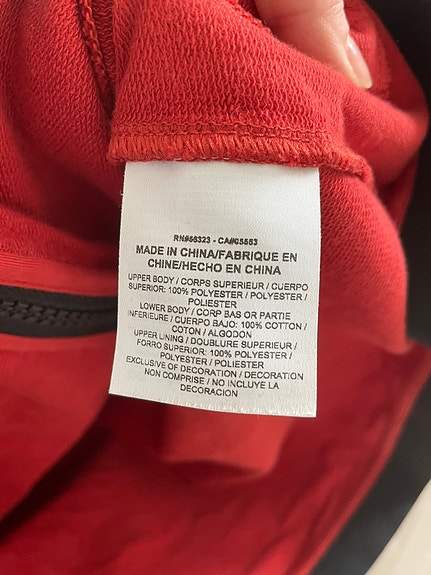 RN#56323 - CA#05553
MADE IN CHINA/FABRIQUE EN
CHINE/HECHO EN CHINA
UPPER BODY / CORPS SUPERIEUR / CUERPO
SUPERIOR: 100% POLYESTER / POLYESTER /
POLIESTER
LOWER BODY / CORP BAS OR PARTIE
INFERIEURE / CUERPO BAJO: 100% COTTON /
COTON / ALGODON
UPPER LINING / DOUBLURE SUPERIEUR /
FORRO SUPERIOR: 100% POLYESTER /
POLYESTER / POLIESTER
EXCLUSIVE OF DECORATION / DECORATION
NON COMPRISE / NO INCLUYE LA
DECORACION